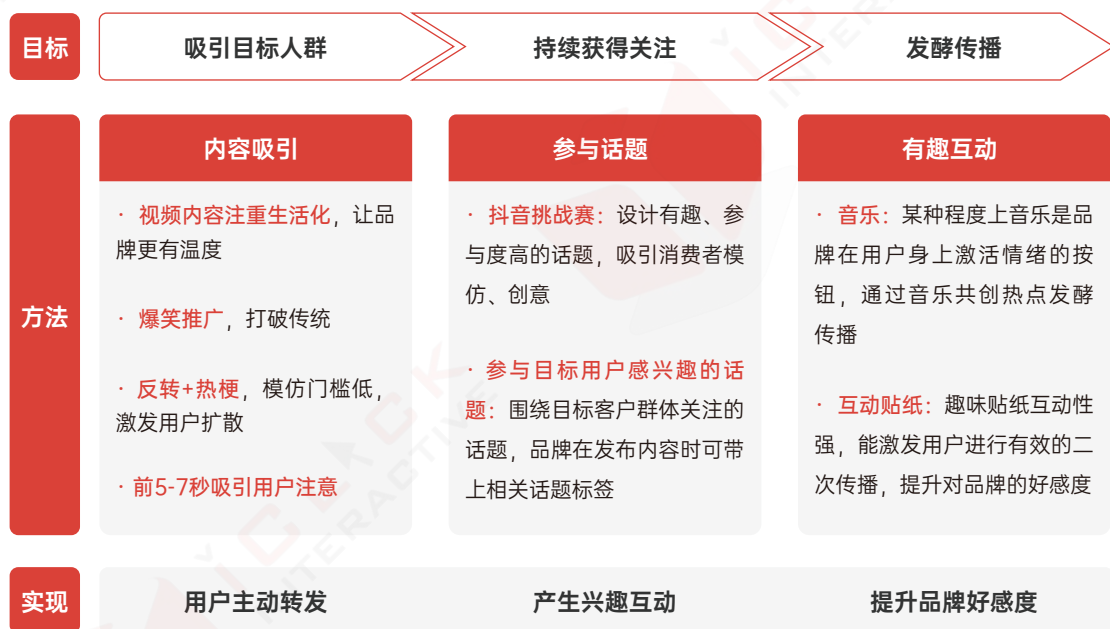 目标
吸引目标人群
持续获得关注
发酵传播
方法
内容吸引
· 视频内容注重生活化，让品
牌更有温度
· 爆笑推广，打破传统
· 反转+热梗，模仿门槛低，
激发用户扩散
· 前5-7秒吸引用户注意
参与话题
· 抖音挑战赛：设计有趣、参
与度高的话题，吸引消费者模
仿、创意
· 参与目标用户感兴趣的话
题：围绕目标客户群体关注的
话题，品牌在发布内容时可带
上相关话题标签
有趣互动
· 音乐：某种程度上音乐是品
牌在用户身上激活情绪的按
钮，通过音乐共创热点发酵
传播
· 互动贴纸：趣味贴纸互动性
强，能激发用户进行有效的二
次传播，提升对品牌的好感度
实现
用户主动转发
产生兴趣互动
提升品牌好感度
iCLICK
INTERACTIVE